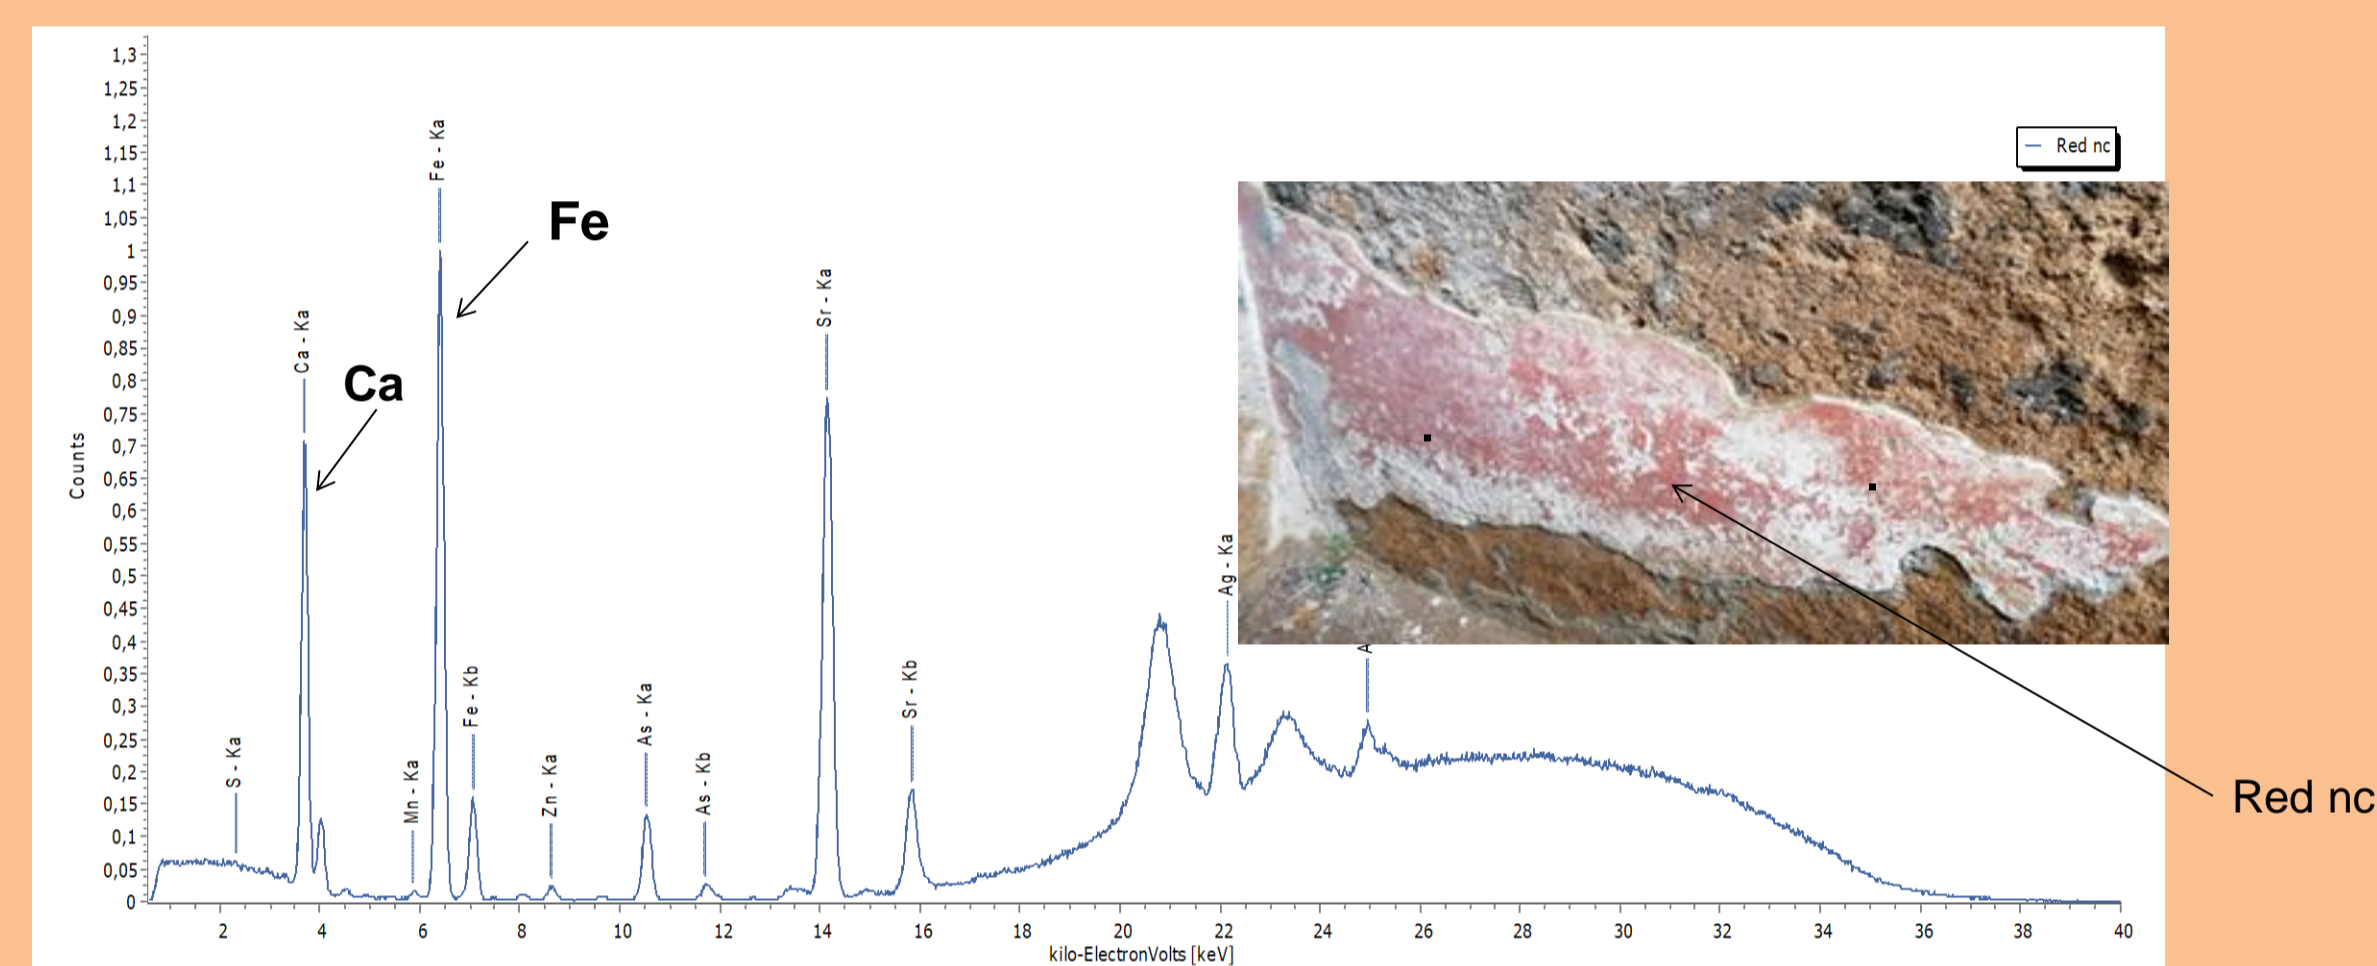 1,3
1,25
1,2
1,15
1,1
1,05
1
0,95
0,9
0,85
0,8
0,75
0,7
0,65
0,6
0,55
0,5
0,45
0,4
0,35
0,3
0,25
0,2
0,15
0,1
0,05
0
Counts
S - Ka
Ca - Ka
Ca
Mn - Ka
Fe - Ka
Fe
Fe - Kb
Zn - Ka
As - Ka
As - Kb
Sr - Ka
Sr - Kb
Ag - Ka
A
Red nc
Red nc
2 4 6 8 10 12 14 16 18 20 22 24 26 28 30 32 34 36 38 40
kilo-ElectronVolts [keV]